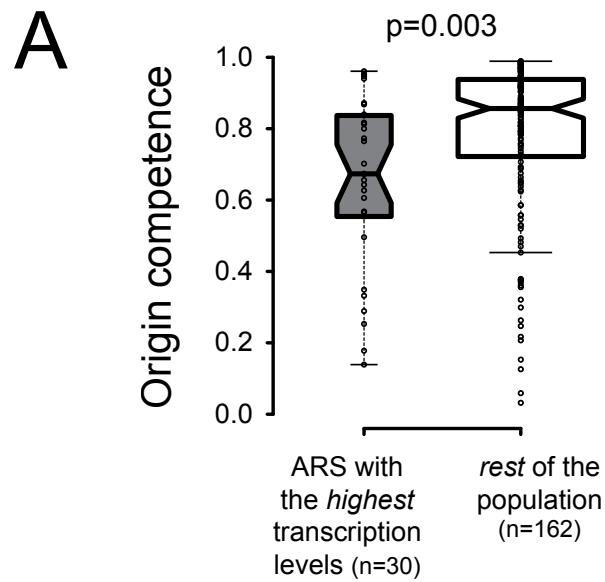 A
p=0.003
Origin competence
1.0
0.8
0.6
0.4
0.2
0.0
ARS with
the highest
transcription
levels (n=30)
rest of the
population
(n=162)